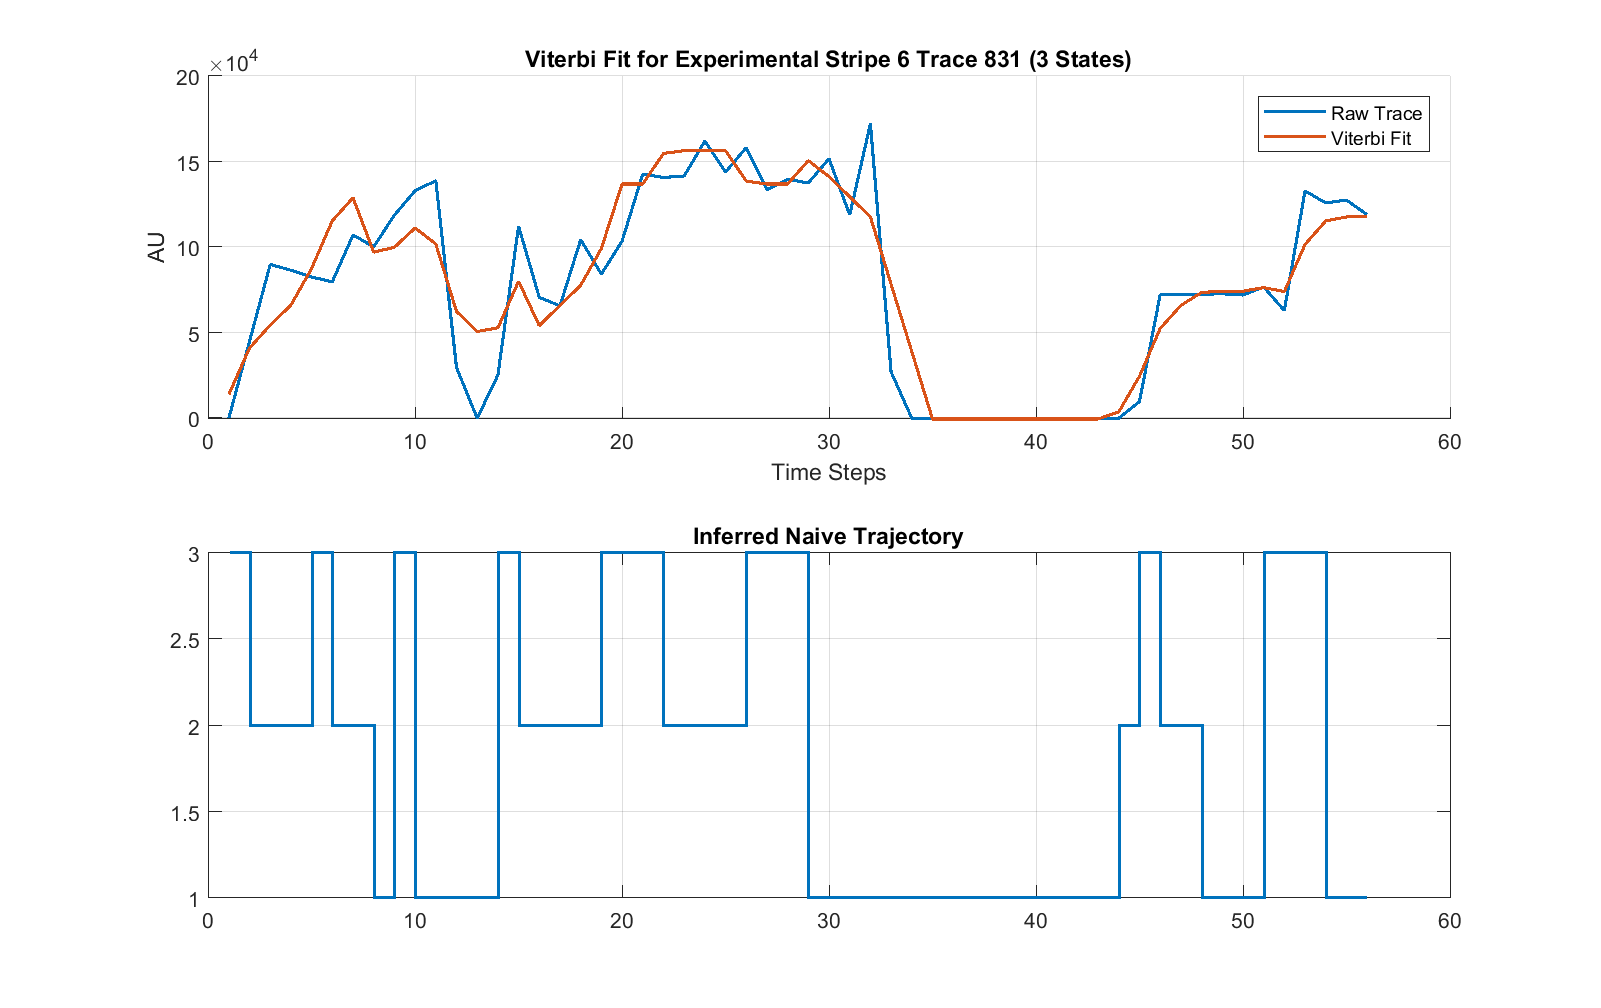 Viterbi Fit for Experimental Stripe 6 Trace 831 (3 States)
×10⁴
20
15
10
5
0
AU
Raw Trace
Viterbi Fit
0 10 20 30 40 50 60
Time Steps
Inferred Naive Trajectory
3
2.5
2
1.5
1
0 10 20 30 40 50 60